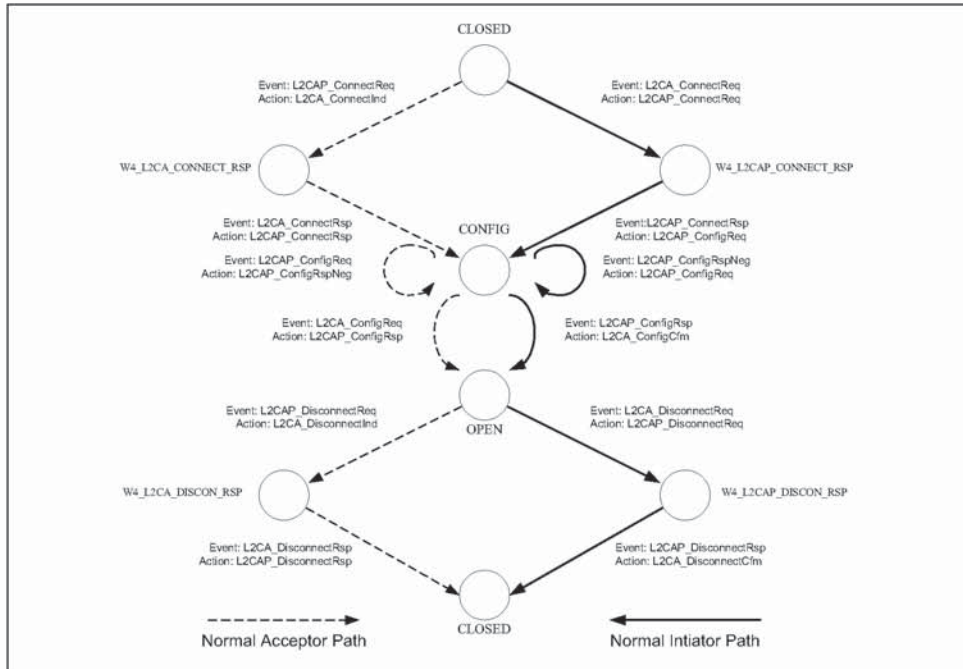 CLOSED
Event: L2CAP_ConnectReq
Action: L2CA_ConnectInd
Event: L2CA_ConnectReq
Action: L2CAP_ConnectReq
W4_L2CA_CONNECT_RSP
W4_L2CAP_CONNECT_RSP
Event: L2CA_ConnectRsp
Action: L2CAP_ConnectRsp
CONFIG
Event:L2CAP_ConnectRsp
Action: L2CAP_ConfigReq
Event: L2CAP_ConfigReq
Action: L2CAP_ConfigRspNeg
Event: L2CAP_ConfigRspNeg
Action: L2CAP_ConfigReq
Event: L2CA_ConfigReq
Action: L2CAP_ConfigRsp
Event: L2CAP_ConfigRsp
Action: L2CA_ConfigCfm
Event: L2CAP_DisconnectReq
Action: L2CA_DisconnectInd
OPEN
Event: L2CA_DisconnectReq
Action: L2CAP_DisconnectReq
W4_L2CA_DISCON_RSP
W4_L2CAP_DISCON_RSP
Event: L2CA_DisconnectRsp
Action: L2CAP_DisconnectRsp
Event: L2CAP_DisconnectRsp
Action: L2CA_DisconnectCfm
CLOSED
Normal Acceptor Path
Normal Intiator Path